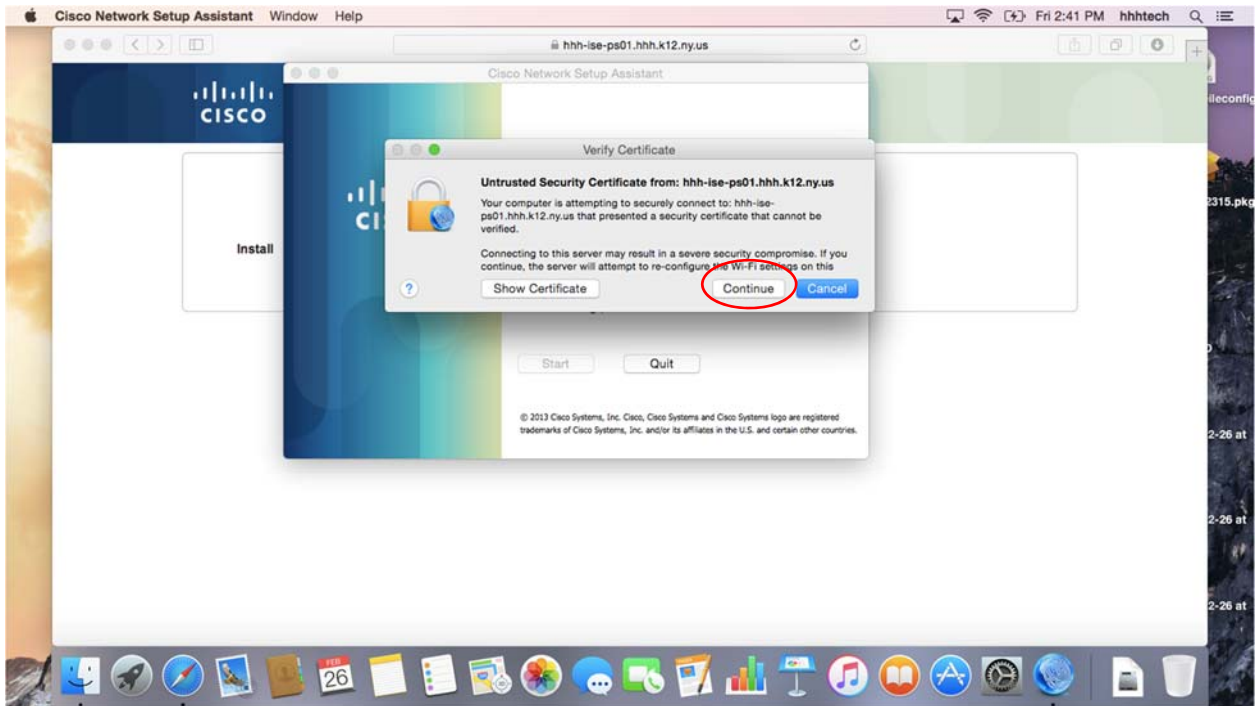 Cisco Network Setup Assistant Window Help
Fri 2:41 PM hhhtech
hhh-ise-ps01.hhh.k12.ny.us
Cisco Network Setup Assistant
CISCO
ileconfig
Verify Certificate
Untrusted Security Certificate from: hhh-ise-ps01.hhh.k12.ny.us
Your computer is attempting to securely connect to: hhh-ise-
ps01.hhh.k12.ny.us that presented a security certificate that cannot be
verified.
Connecting to this server may result in a severe security compromise. If you
continue, the server will attempt to re-configure the Wi-Fi settings on this
? Show Certificate Continue Cancel
CI
2315.pkg
Install
Start Quit
© 2013 Cisco Systems, Inc. Cisco, Cisco Systems and Cisco Systems logo are registered
trademarks of Cisco Systems, Inc. and/or its affiliates in the U.S. and certain other countries.
2-26 at
2-26 at
2-26 at
FEB
26